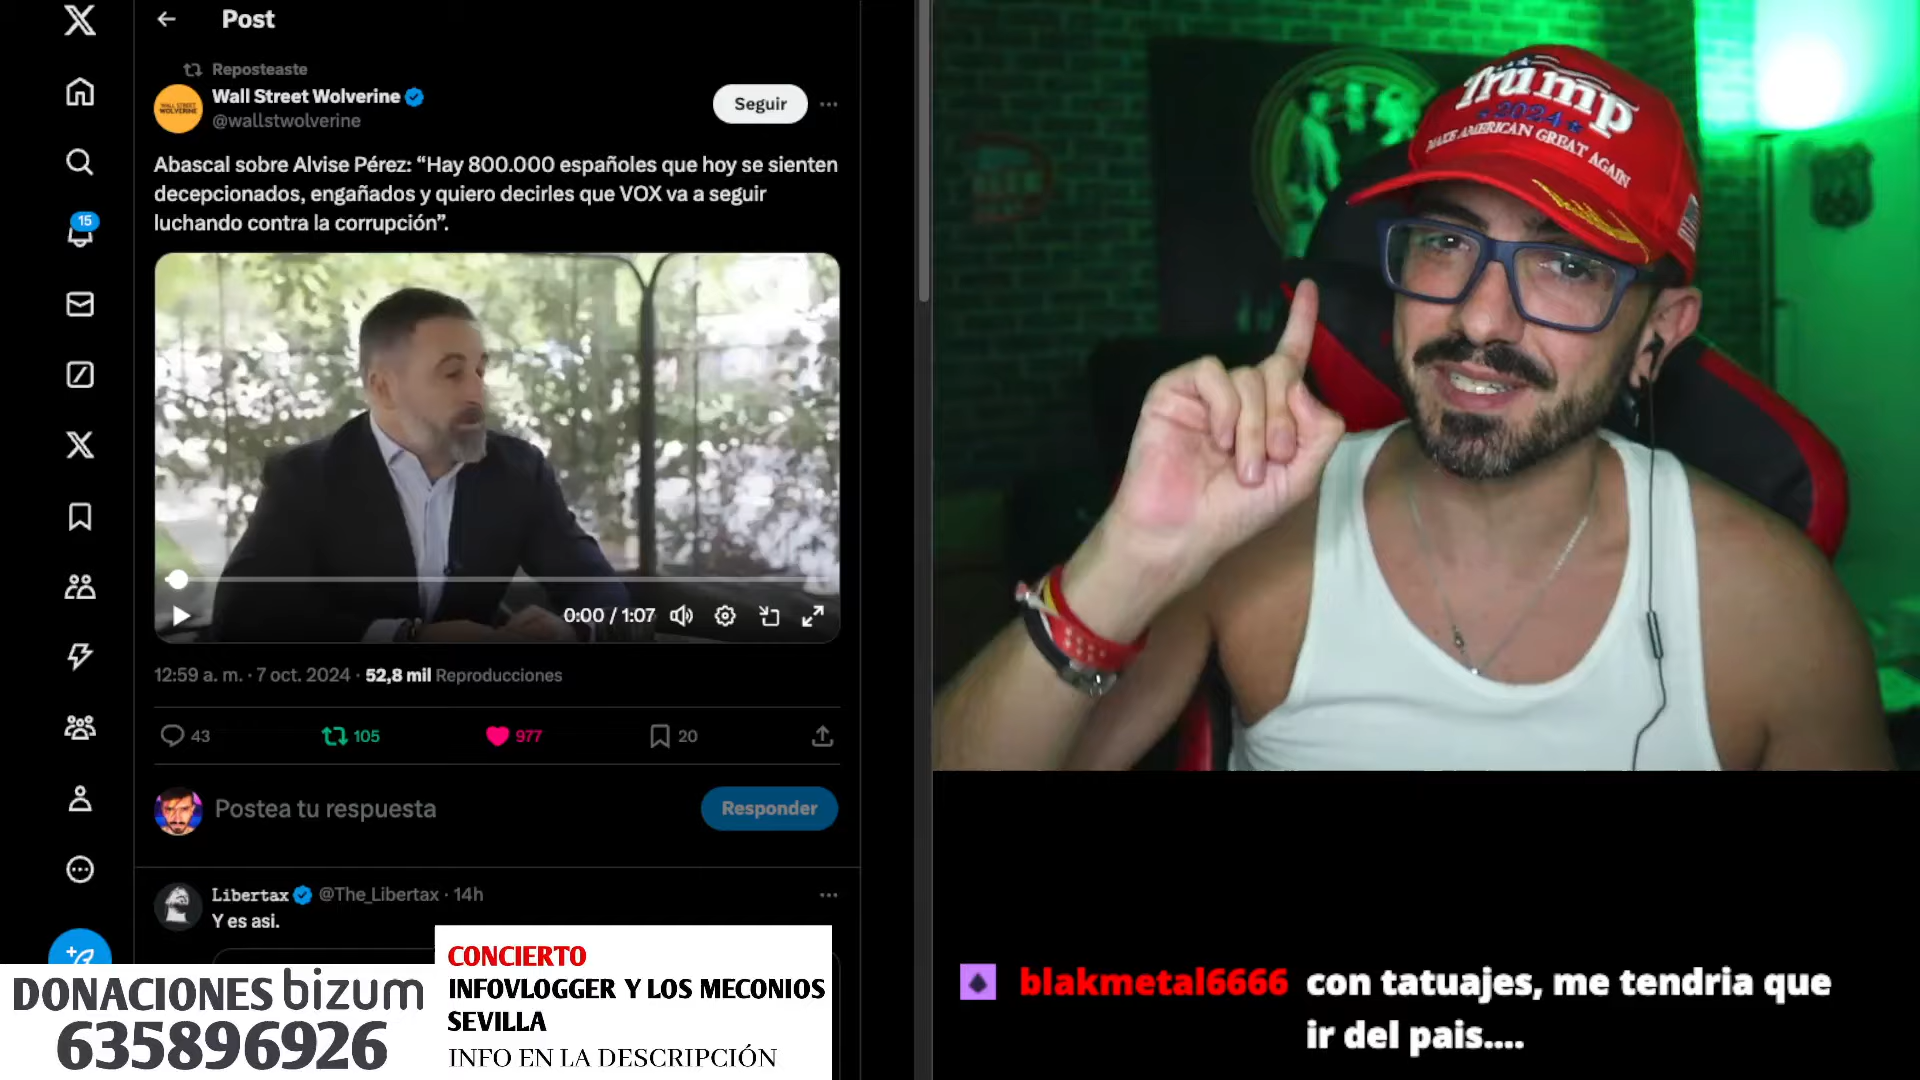 Post
Reposteaste
Wall Street Wolverine
@wallstwolverine
Seguir
WALL STREET
WOLVERINE
Abascal sobre Alvise Pérez: “Hay 800.000 españoles que hoy se sienten
decepcionados, engañados y quiero decirles que VOX va a seguir
luchando contra la corrupción”.
15
0:00 / 1:07
12:59 a. m. · 7 oct. 2024 · 52,8 mil Reproducciones
43
105
977
20
Postea tu respuesta
Responder
Libertax @The_Libertax · 14h
Y es asi.
DONACIONES bizum
635896926
CONCIERTO
INFOVLOGGER Y LOS MECONIOS
SEVILLA
INFO EN LA DESCRIPCIÓN
Trump
2024
MAKE AMERICAN GREAT AGAIN
blakmetal6666 con tatuajes, me tendria que
ir del pais....